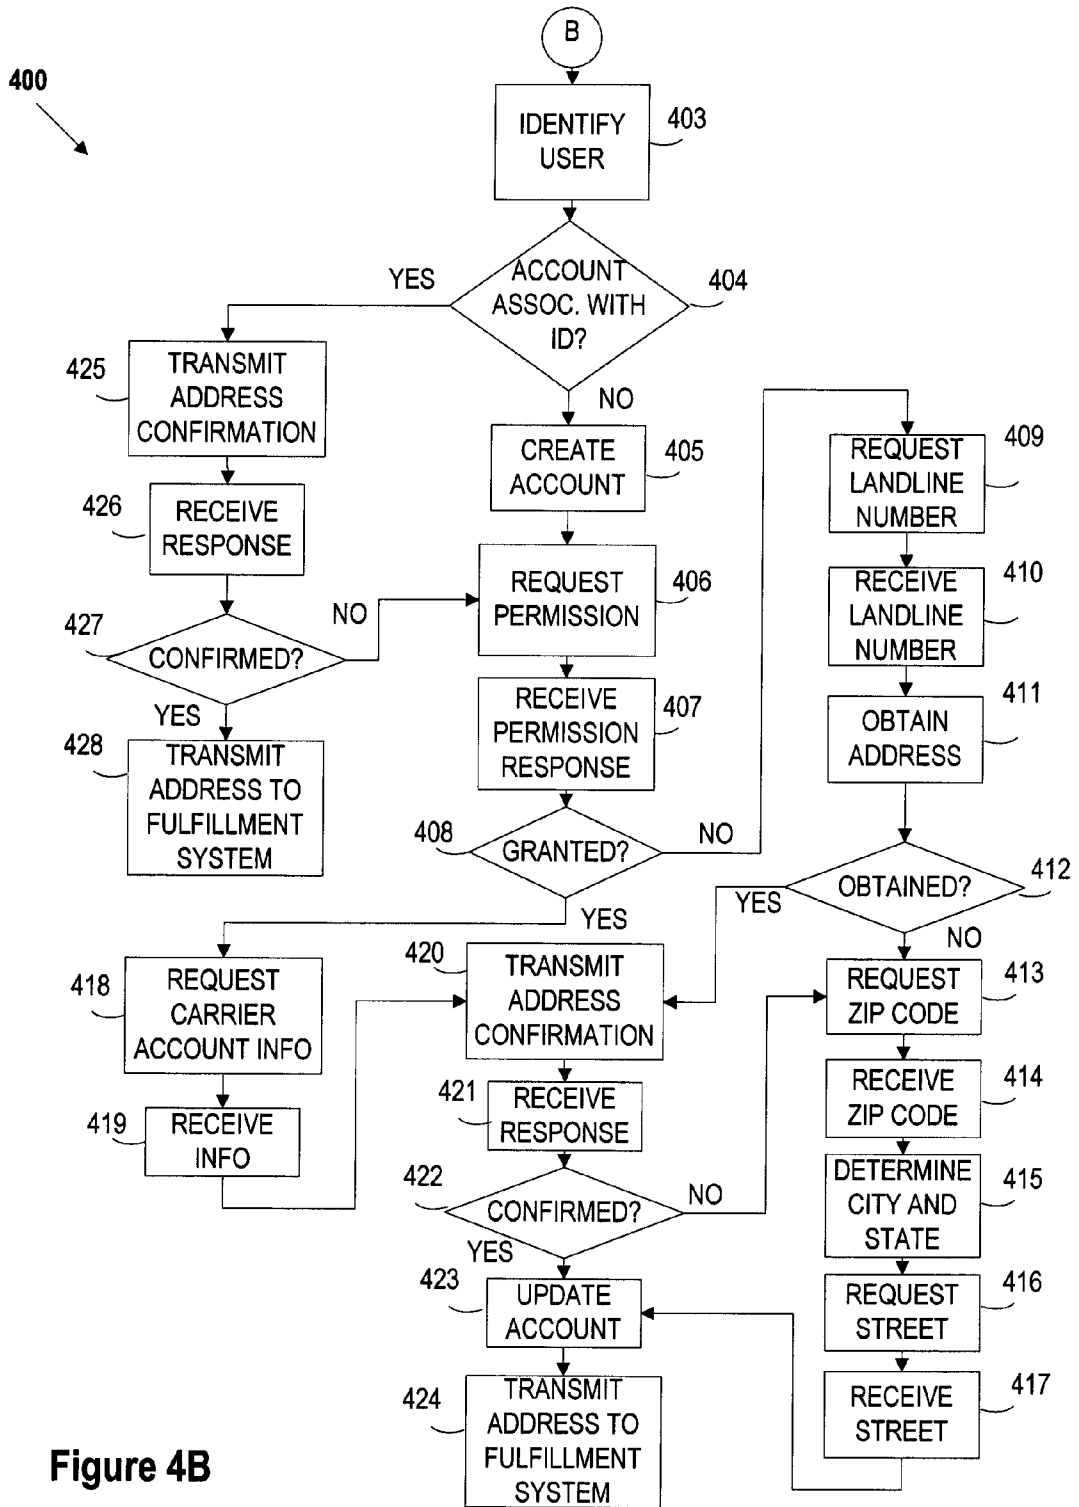 B
400
IDENTIFY
USER
403
ACCOUNT
ASSOC. WITH
ID?
404
YES
NO
425
TRANSMIT
ADDRESS
CONFIRMATION
426
RECEIVE
RESPONSE
427
CONFIRMED?
NO
YES
428
TRANSMIT
ADDRESS TO
FULFILLMENT
SYSTEM
CREATE
ACCOUNT
405
REQUEST
PERMISSION
406
RECEIVE
PERMISSION
RESPONSE
407
408
GRANTED?
NO
YES
REQUEST
LANDLINE
NUMBER
409
RECEIVE
LANDLINE
NUMBER
410
OBTAIN
ADDRESS
411
OBTAINED?
412
YES
NO
418
REQUEST
CARRIER
ACCOUNT INFO
419
RECEIVE
INFO
420
TRANSMIT
ADDRESS
CONFIRMATION
421
RECEIVE
RESPONSE
422
CONFIRMED?
NO
YES
423
UPDATE
ACCOUNT
424
TRANSMIT
ADDRESS TO
FULFILLMENT
SYSTEM
REQUEST
ZIP CODE
413
RECEIVE
ZIP CODE
414
DETERMINE
CITY AND
STATE
415
REQUEST
STREET
416
RECEIVE
STREET
417
Figure 4B